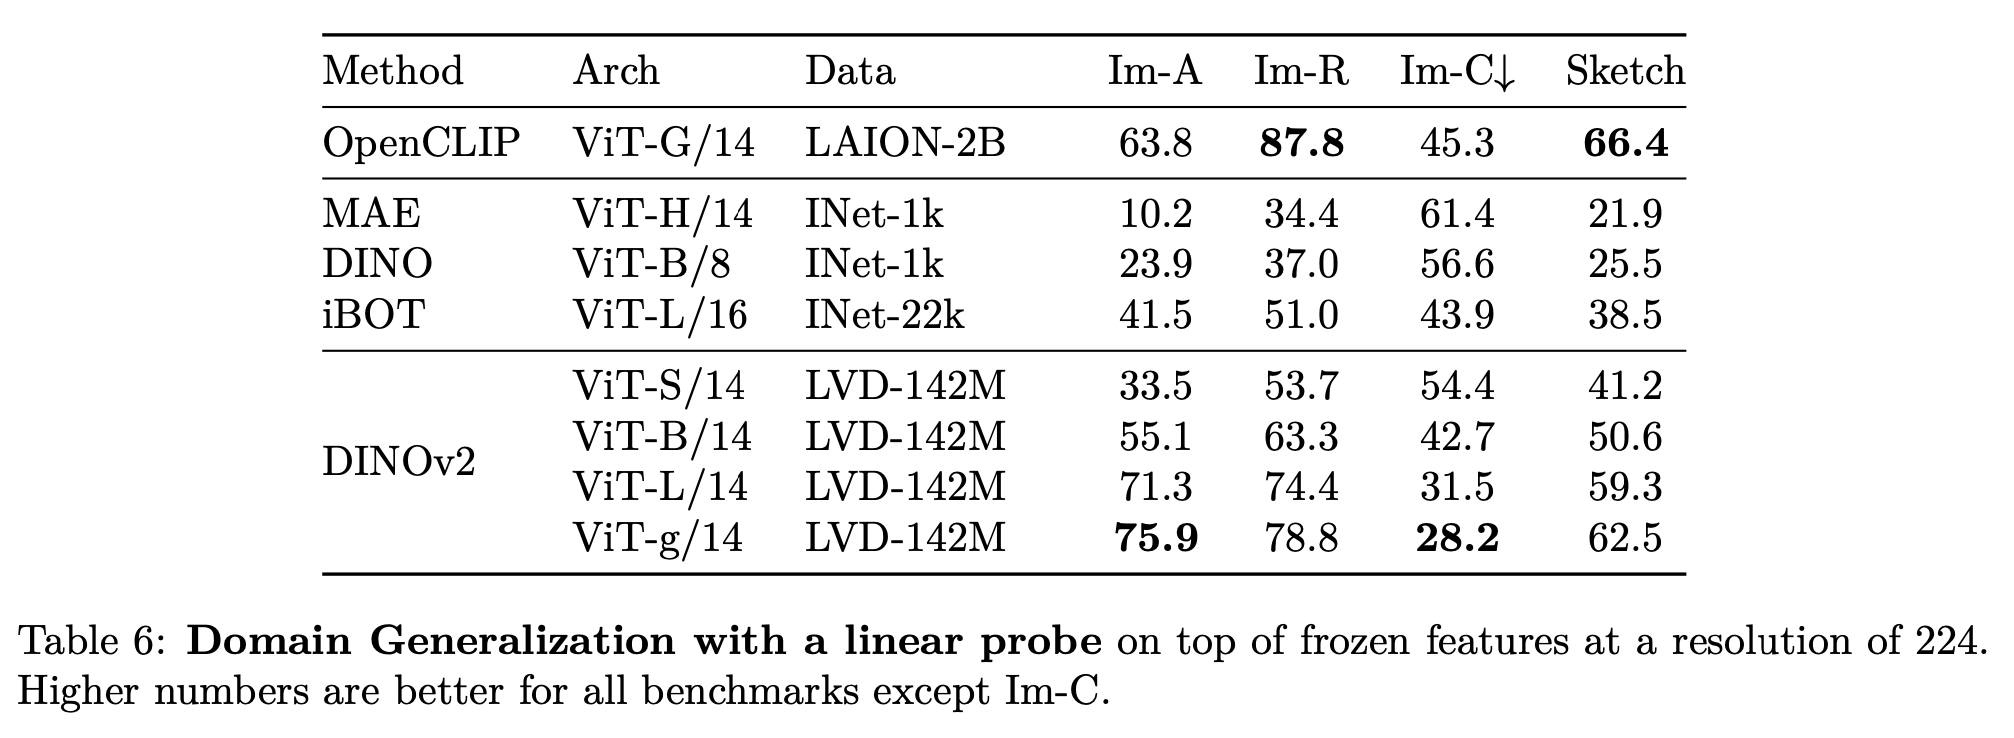 Method Arch Data Im-A Im-R Im-C↓ Sketch
OpenCLIP ViT-G/14 LAION-2B 63.8 87.8 45.3 66.4
MAE ViT-H/14 INet-1k 10.2 34.4 61.4 21.9
DINO ViT-B/8 INet-1k 23.9 37.0 56.6 25.5
iBOT ViT-L/16 INet-22k 41.5 51.0 43.9 38.5
DINOv2
ViT-S/14 LVD-142M 33.5 53.7 54.4 41.2
ViT-B/14 LVD-142M 55.1 63.3 42.7 50.6
ViT-L/14 LVD-142M 71.3 74.4 31.5 59.3
ViT-g/14 LVD-142M 75.9 78.8 28.2 62.5
Table 6: Domain Generalization with a linear probe on top of frozen features at a resolution of 224.
Higher numbers are better for all benchmarks except Im-C.